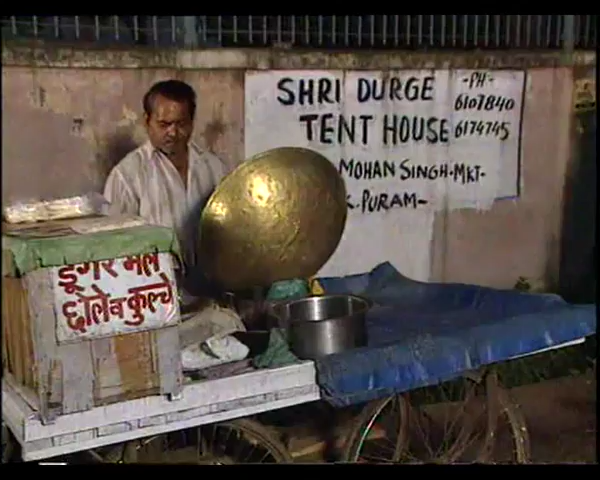 SHRI DURGE
TENT HOUSE
MOHAN SINGH-MKT-
K. PURAM-
-PH-
6107840
6174745
डूंगर मल
छोले व कुल्चे